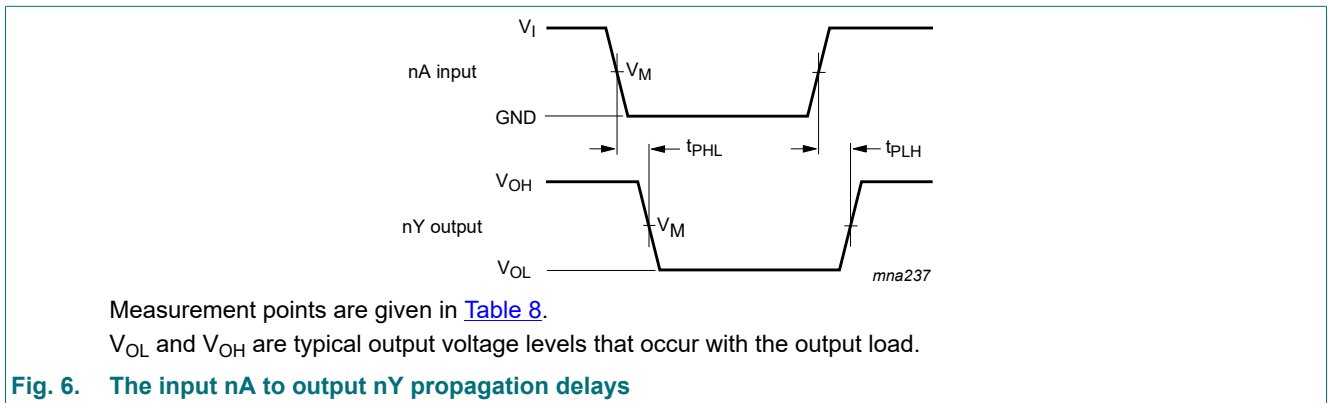 V_I
nA input
V_M
GND
t_PHL
t_PLH
V_OH
nY output
V_M
V_OL
mna237
Measurement points are given in Table 8.
V_OL and V_OH are typical output voltage levels that occur with the output load.
Fig. 6. The input nA to output nY propagation delays